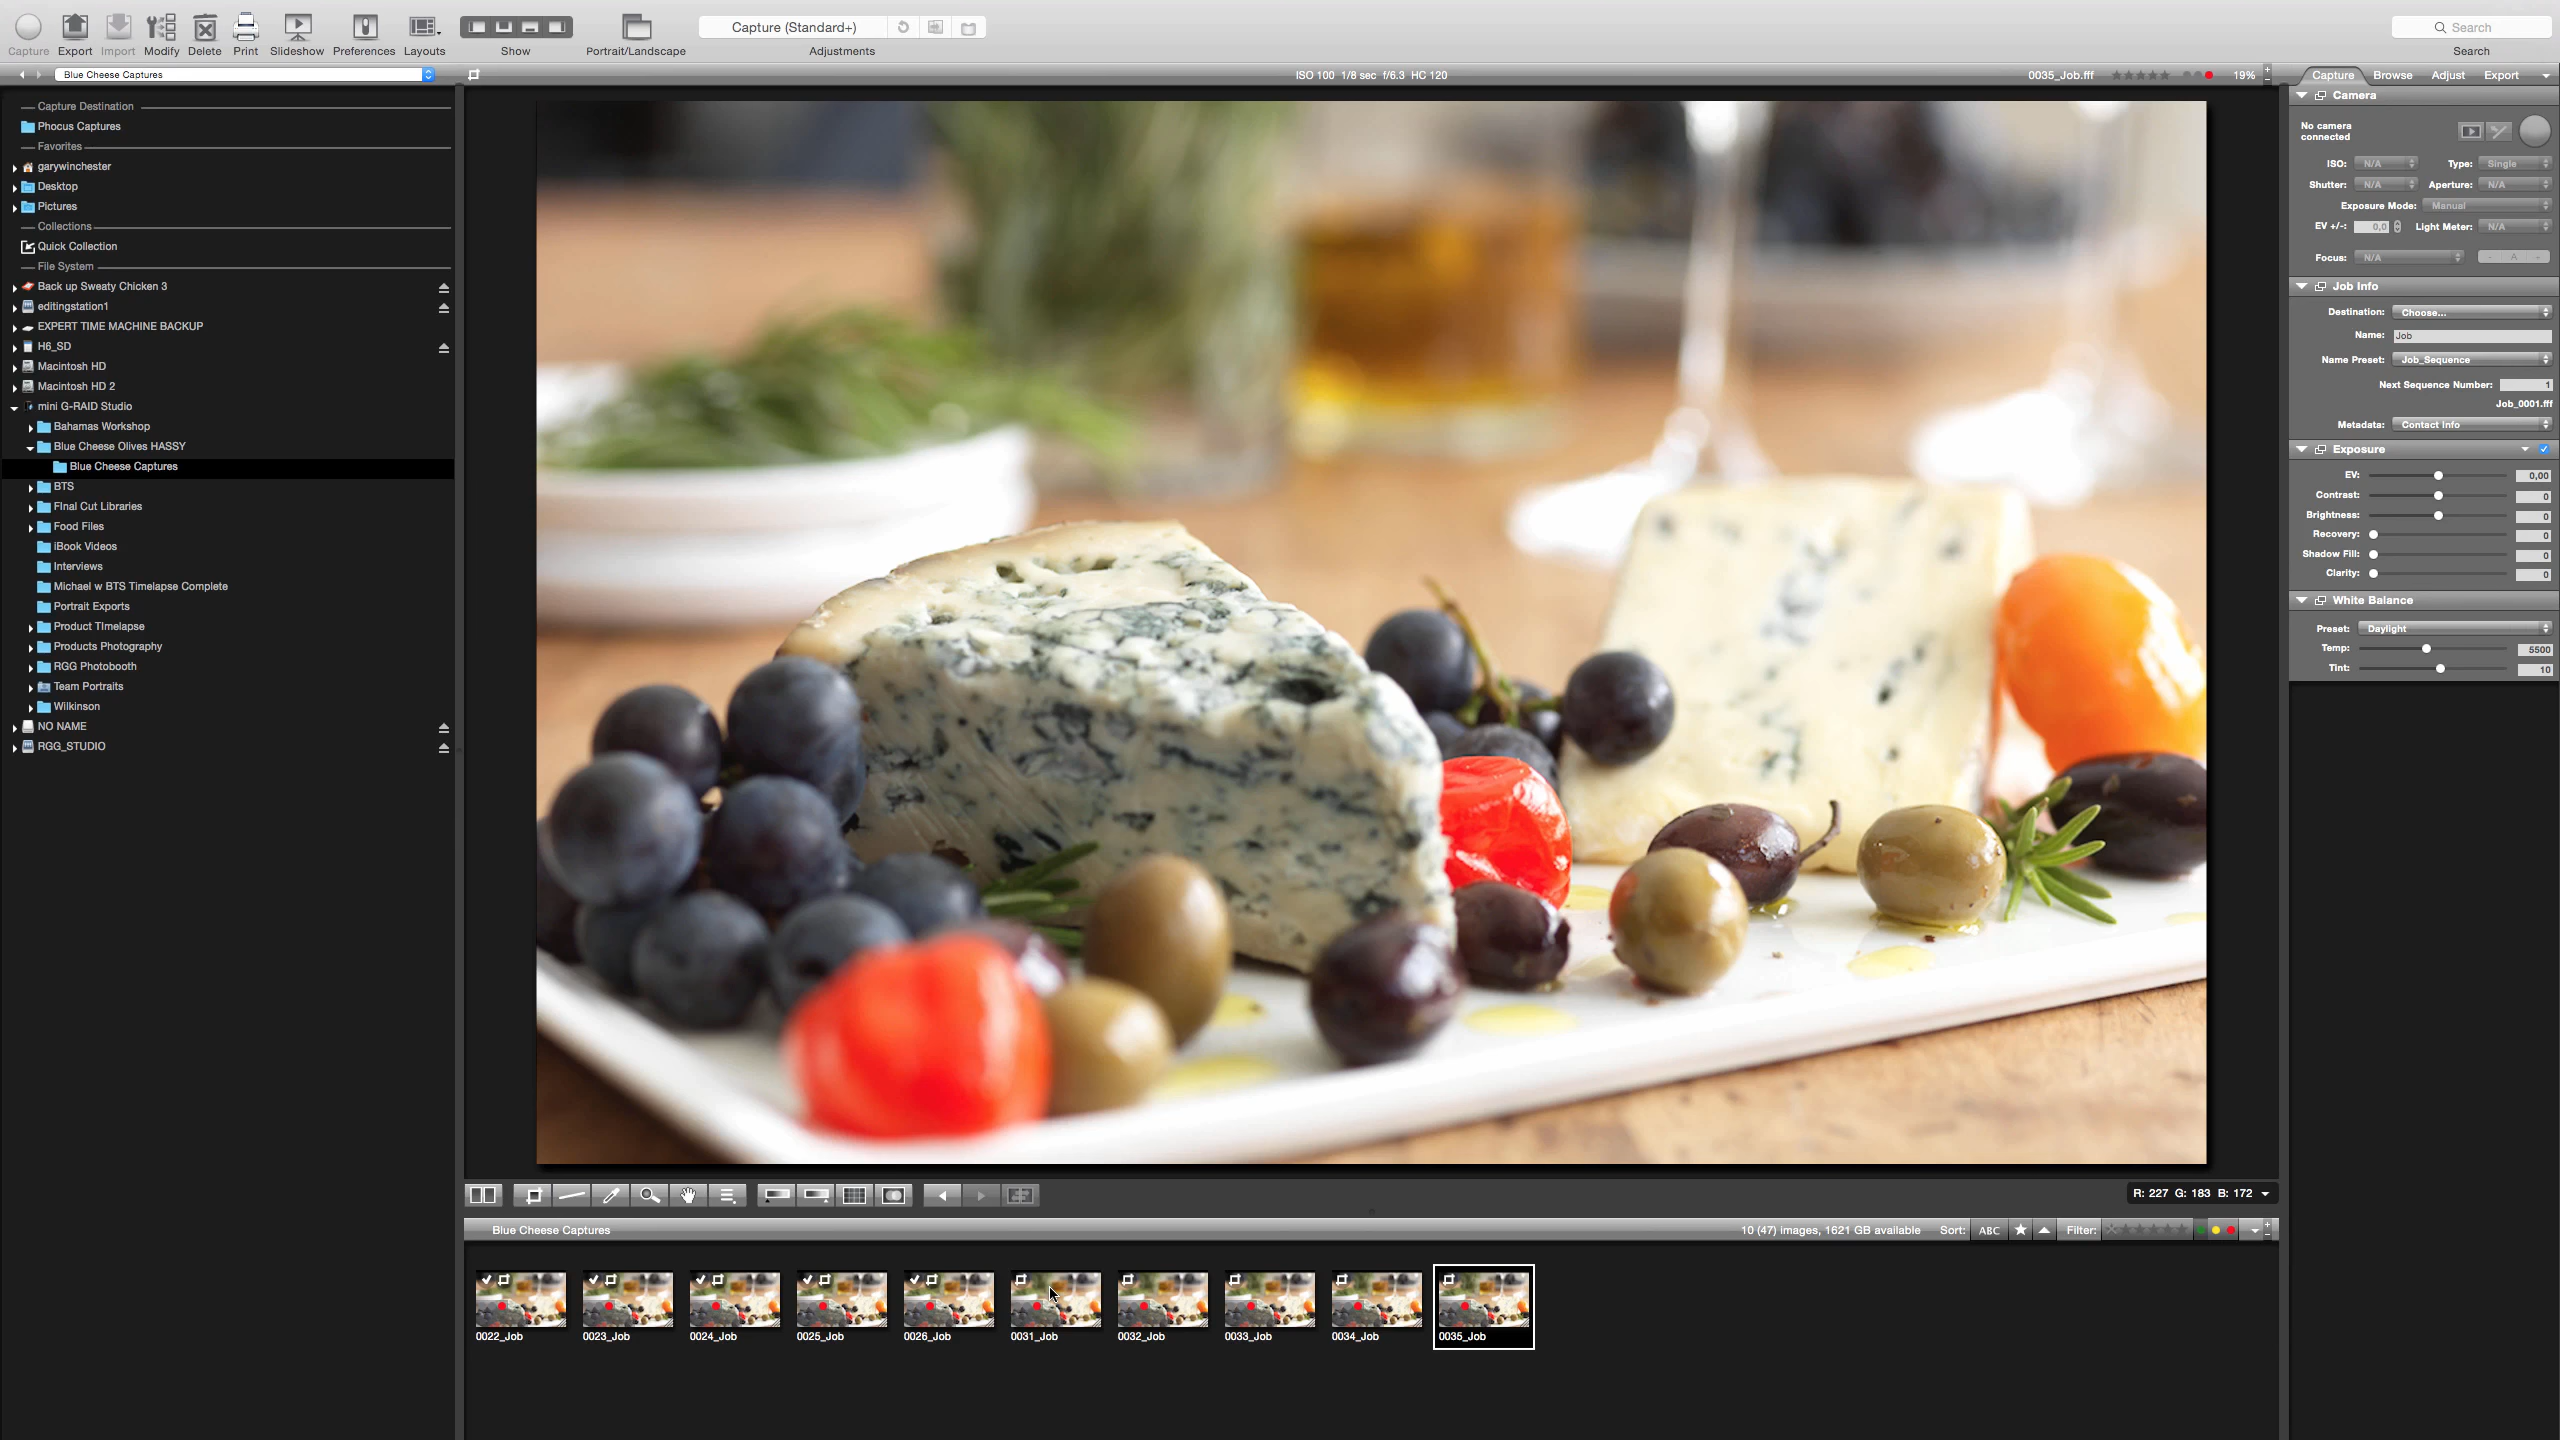 Capture Export Import Modify Delete Print Slideshow Preferences Layouts Show Portrait/Landscape Capture (Standard+) Adjustments Search
Search
Blue Cheese Captures
ISO 100 1/8 sec f/6.3 HC 120
0035_Job.fff
19%
Capture Browse Adjust Export
Capture Destination
Phocus Captures
Favorites
garywinchester
Desktop
Pictures
Collections
Quick Collection
File System
Back up Sweaty Chicken 3
editingstation1
EXPERT TIME MACHINE BACKUP
H6_SD
Macintosh HD
Macintosh HD 2
mini G-RAID Studio
Bahamas Workshop
Blue Cheese Olives HASSY
Blue Cheese Captures
BTS
FInal Cut Libraries
Food Files
iBook Videos
Interviews
Michael w BTS Timelapse Complete
Portrait Exports
Product TImelapse
Products Photography
RGG Photobooth
Team Portraits
Wilkinson
NO NAME
RGG_STUDIO
Camera
No camera
connected
ISO: N/A Type: Single
Shutter: N/A Aperture: N/A
Exposure Mode: Manual
EV +/-: 0,0 Light Meter: N/A
Focus: N/A - A +
Job Info
Destination: Choose...
Name: Job
Name Preset: Job_Sequence
Next Sequence Number: 1
Job_0001.fff
Metadata: Contact Info
Exposure
EV: 0,00
Contrast: 0
Brightness: 0
Recovery: 0
Shadow Fill: 0
Clarity: 0
White Balance
Preset: Daylight
Temp: 5500
Tint: 10
R: 227 G: 183 B: 172
Blue Cheese Captures
10 (47) images, 1621 GB available Sort: ABC Filter:
0022_Job 0023_Job 0024_Job 0025_Job 0026_Job 0031_Job 0032_Job 0033_Job 0034_Job 0035_Job